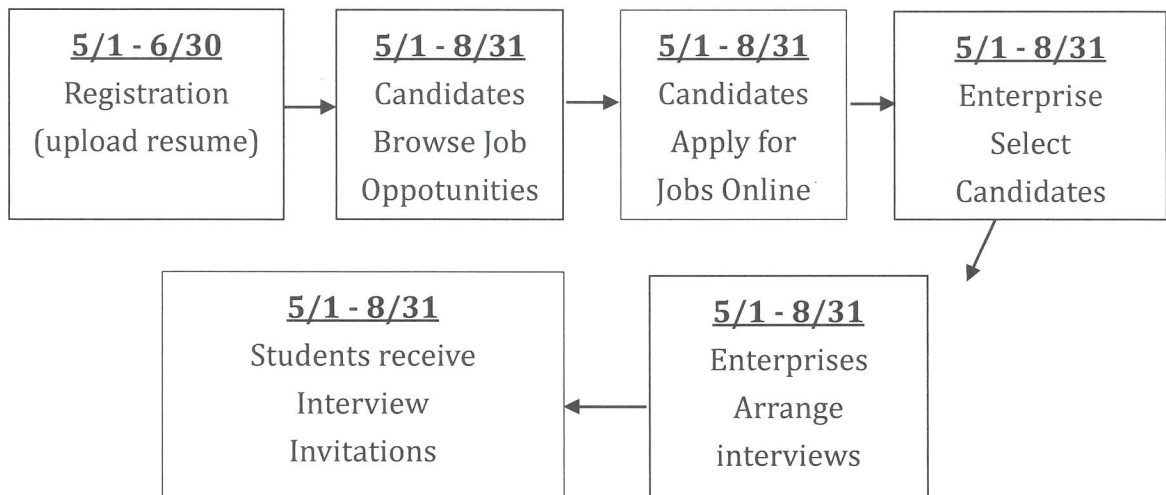 5/1 - 6/30
Registration
(upload resume)
5/1 - 8/31
Candidates
Browse Job
Oppotunities
5/1 - 8/31
Candidates
Apply for
Jobs Online
5/1 - 8/31
Enterprise
Select
Candidates
5/1 - 8/31
Students receive
Interview
Invitations
5/1 - 8/31
Enterprises
Arrange
interviews